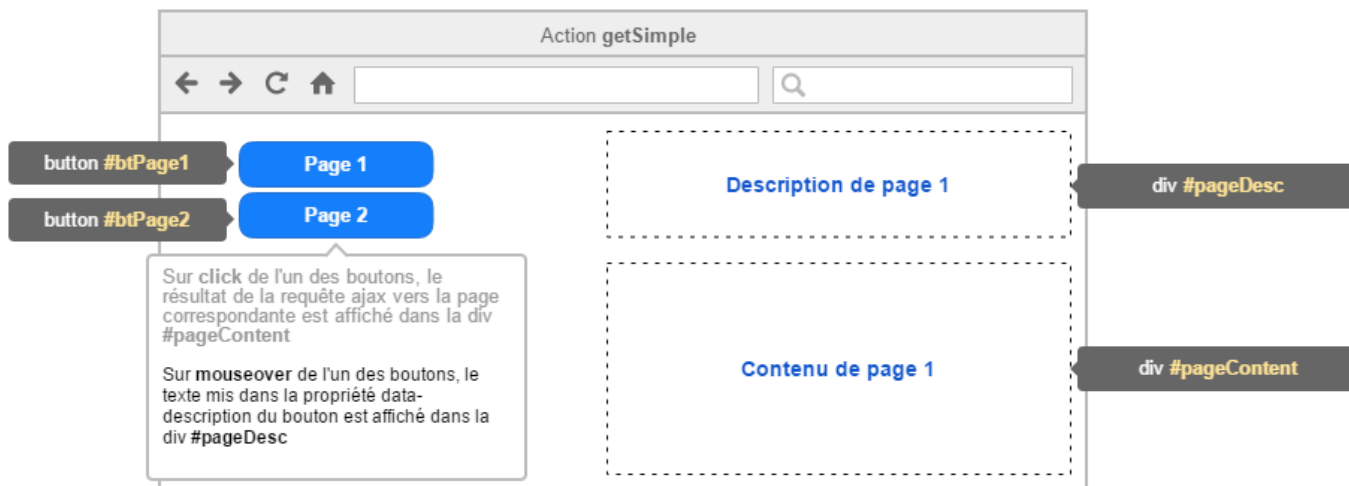 Action getSimple
button #btPage1
Page 1
button #btPage2
Page 2
Sur click de l'un des boutons, le
résultat de la requête ajax vers la page
correspondante est affiché dans la div
#pageContent
Sur mouseover de l'un des boutons, le
texte mis dans la propriété data-
description du bouton est affiché dans la
div #pageDesc
Description de page 1
div #pageDesc
Contenu de page 1
div #pageContent